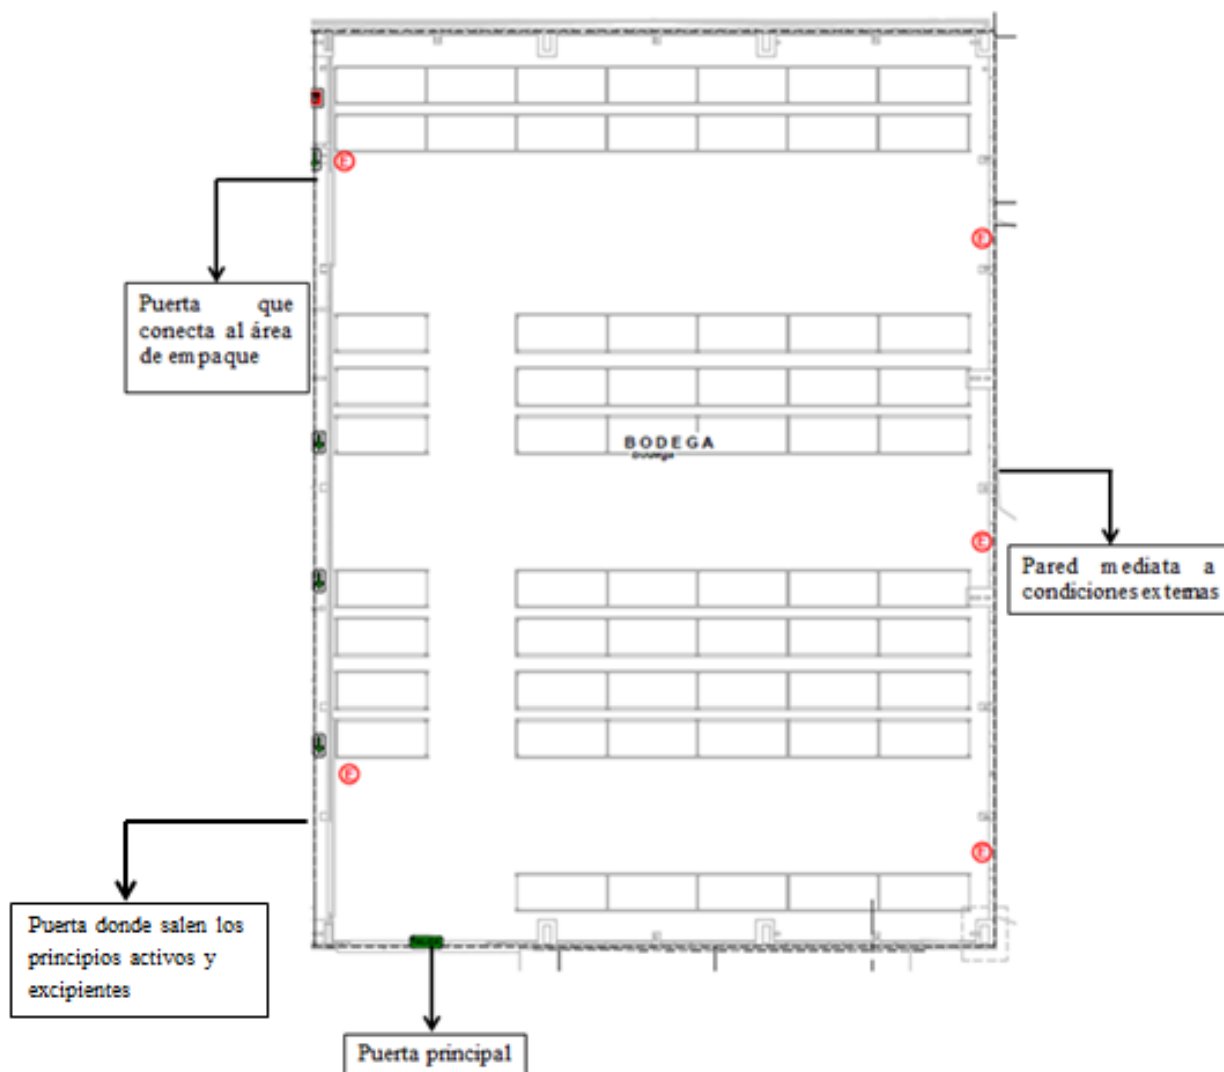 E
E
Puerta que
conecta al área
de empaque
BODEGA
Bodega
E
Pared mediata a
condiciones externas
E
E
Puerta donde salen los
principios activos y
excipientes
Puerta principal